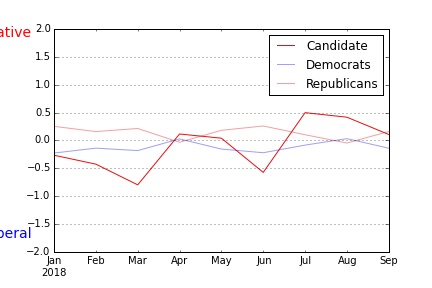 ative
2.0
1.5
1.0
0.5
0.0
−0.5
−1.0
−1.5
−2.0
beral
Candidate
Democrats
Republicans
Jan Feb Mar Apr May Jun Jul Aug Sep
2018